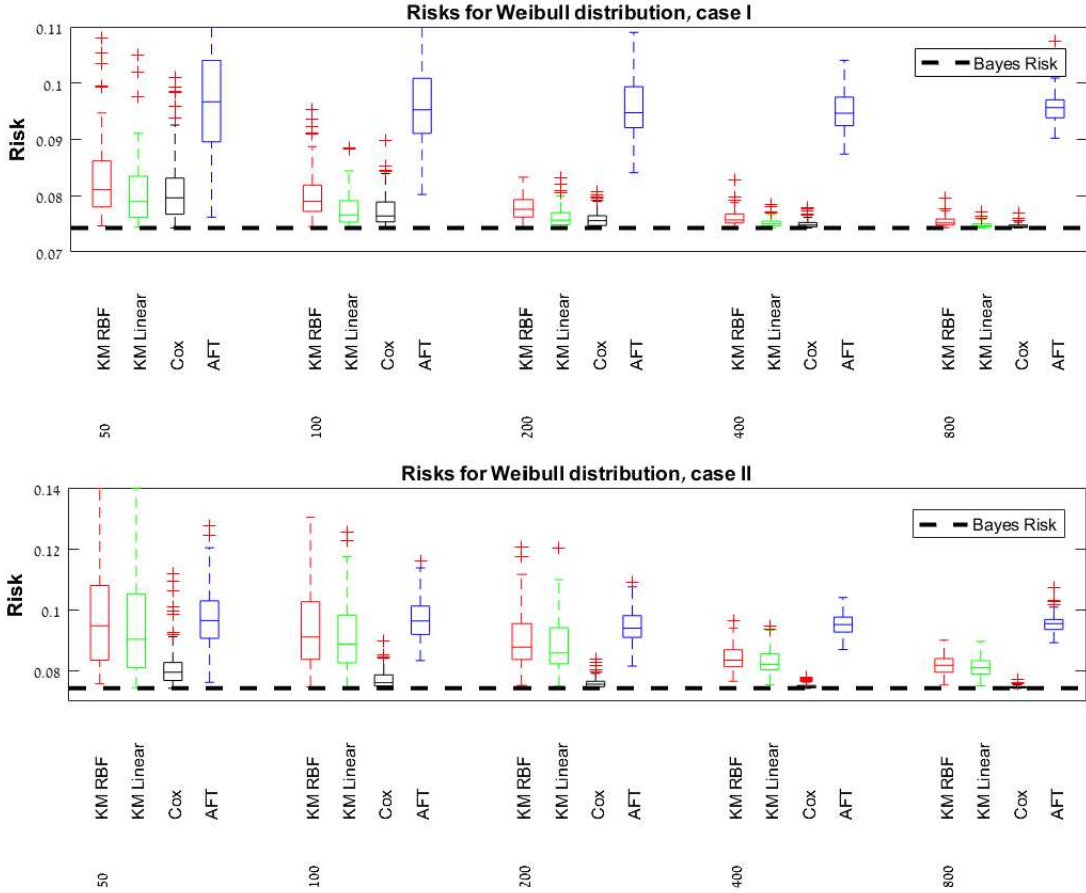 Risks for Weibull distribution, case I
0.11
0.1
0.09
0.08
0.07
Risk
Bayes Risk
KM RBF
KM Linear
Cox
AFT
KM RBF
KM Linear
Cox
AFT
KM RBF
KM Linear
Cox
AFT
KM RBF
KM Linear
Cox
AFT
KM RBF
KM Linear
Cox
AFT
50
100
200
400
800
Risks for Weibull distribution, case II
0.14
0.12
0.1
0.08
Risk
Bayes Risk
KM RBF
KM Linear
Cox
AFT
KM RBF
KM Linear
Cox
AFT
KM RBF
KM Linear
Cox
AFT
KM RBF
KM Linear
Cox
AFT
KM RBF
KM Linear
Cox
AFT
50
100
200
400
800